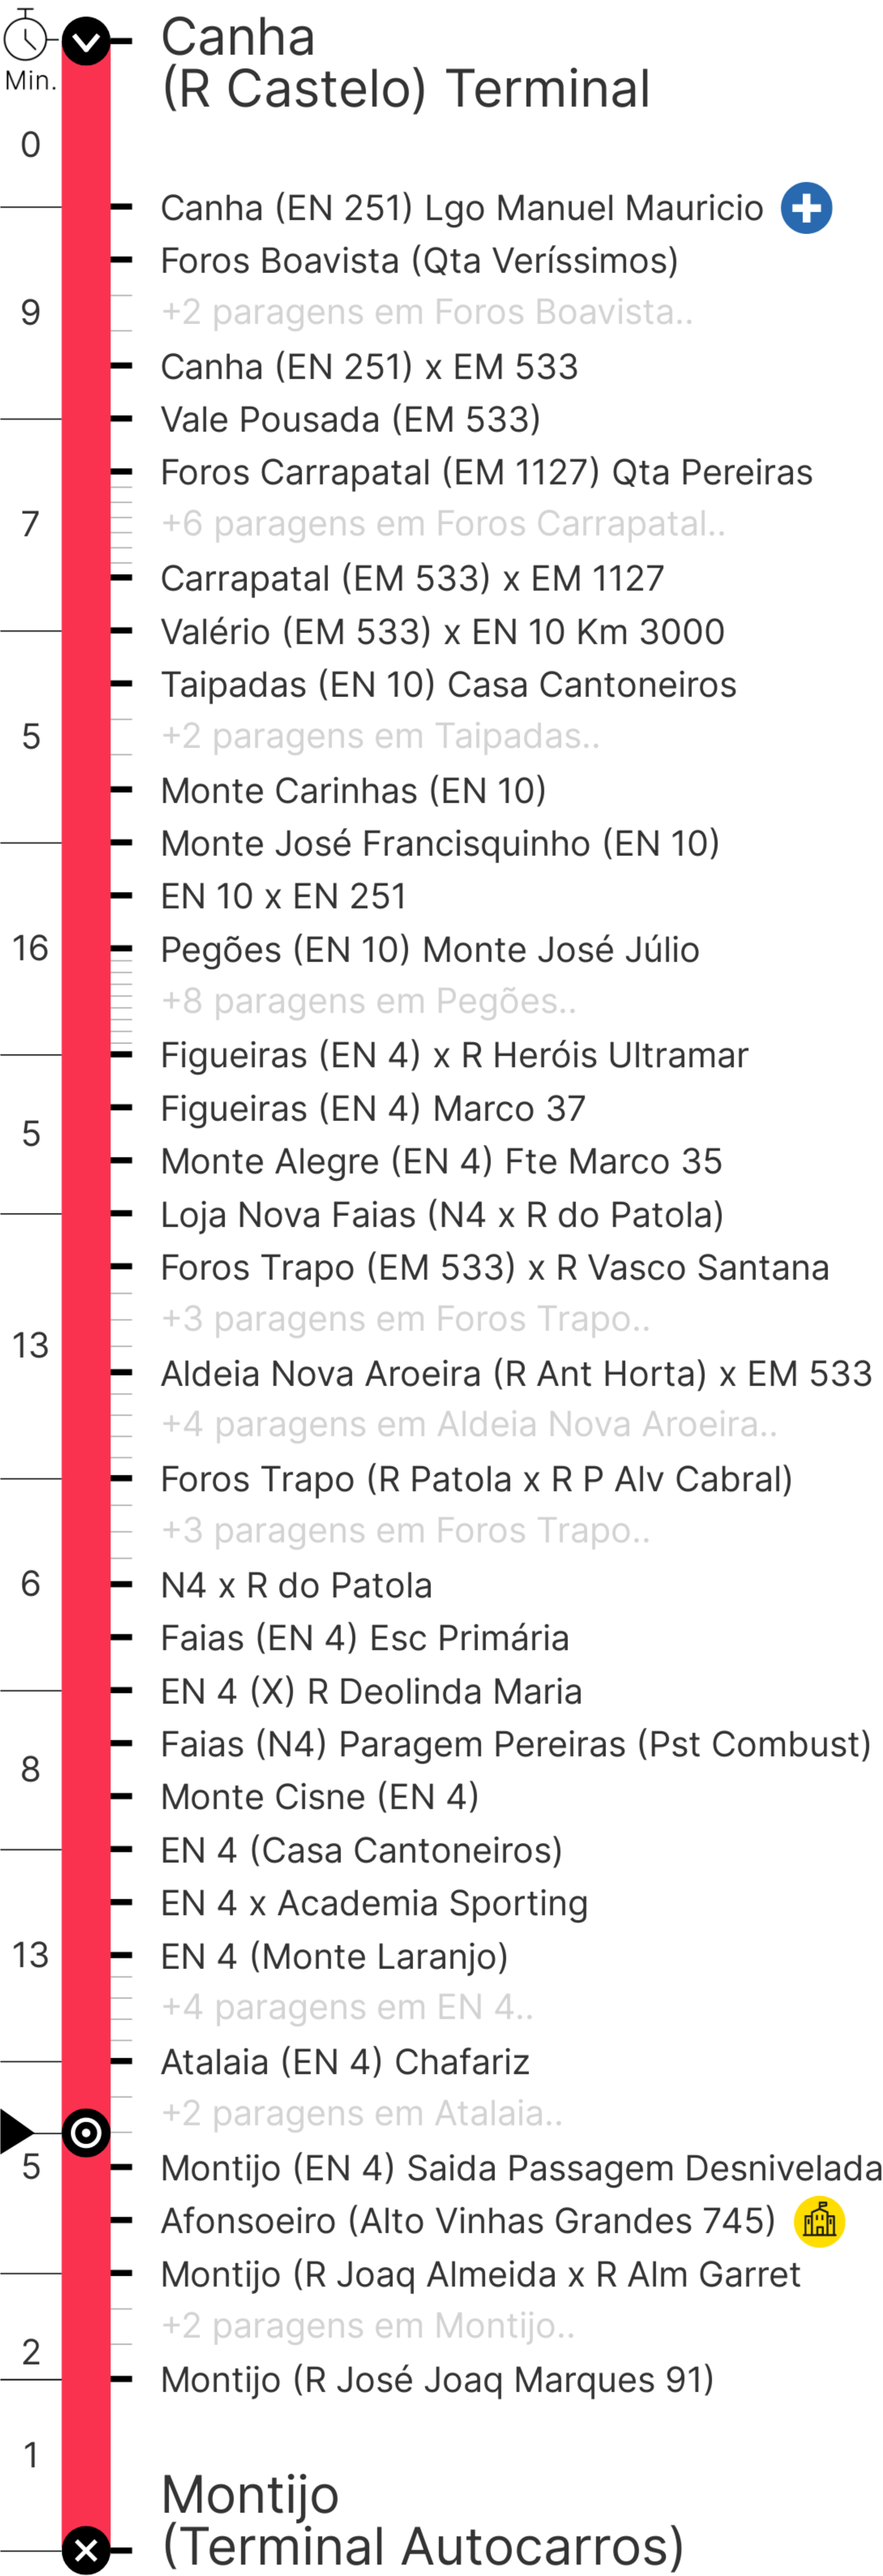 Canha
(R Castelo) Terminal
Min.
0
Canha (EN 251) Lgo Manuel Mauricio
Foros Boavista (Qta Veríssimos)
9
+2 paragens em Foros Boavista..
Canha (EN 251) x EM 533
Vale Pousada (EM 533)
Foros Carrapatal (EM 1127) Qta Pereiras
7
+6 paragens em Foros Carrapatal..
Carrapatal (EM 533) x EM 1127
Valério (EM 533) x EN 10 Km 3000
Taipadas (EN 10) Casa Cantoneiros
5
+2 paragens em Taipadas..
Monte Carinhas (EN 10)
Monte José Francisquinho (EN 10)
EN 10 x EN 251
16
Pegões (EN 10) Monte José Júlio
+8 paragens em Pegões..
Figueiras (EN 4) x R Heróis Ultramar
Figueiras (EN 4) Marco 37
5
Monte Alegre (EN 4) Fte Marco 35
Loja Nova Faias (N4 x R do Patola)
Foros Trapo (EM 533) x R Vasco Santana
+3 paragens em Foros Trapo..
13
Aldeia Nova Aroeira (R Ant Horta) x EM 533
+4 paragens em Aldeia Nova Aroeira..
Foros Trapo (R Patola x R P Alv Cabral)
+3 paragens em Foros Trapo..
6
N4 x R do Patola
Faias (EN 4) Esc Primária
EN 4 (X) R Deolinda Maria
Faias (N4) Paragem Pereiras (Pst Combust)
8
Monte Cisne (EN 4)
EN 4 (Casa Cantoneiros)
EN 4 x Academia Sporting
13
EN 4 (Monte Laranjo)
+4 paragens em EN 4..
Atalaia (EN 4) Chafariz
+2 paragens em Atalaia..
5
Montijo (EN 4) Saida Passagem Desnivelada
Afonsoeiro (Alto Vinhas Grandes 745)
Montijo (R Joaq Almeida x R Alm Garret
+2 paragens em Montijo..
2
Montijo (R José Joaq Marques 91)
1
Montijo
(Terminal Autocarros)